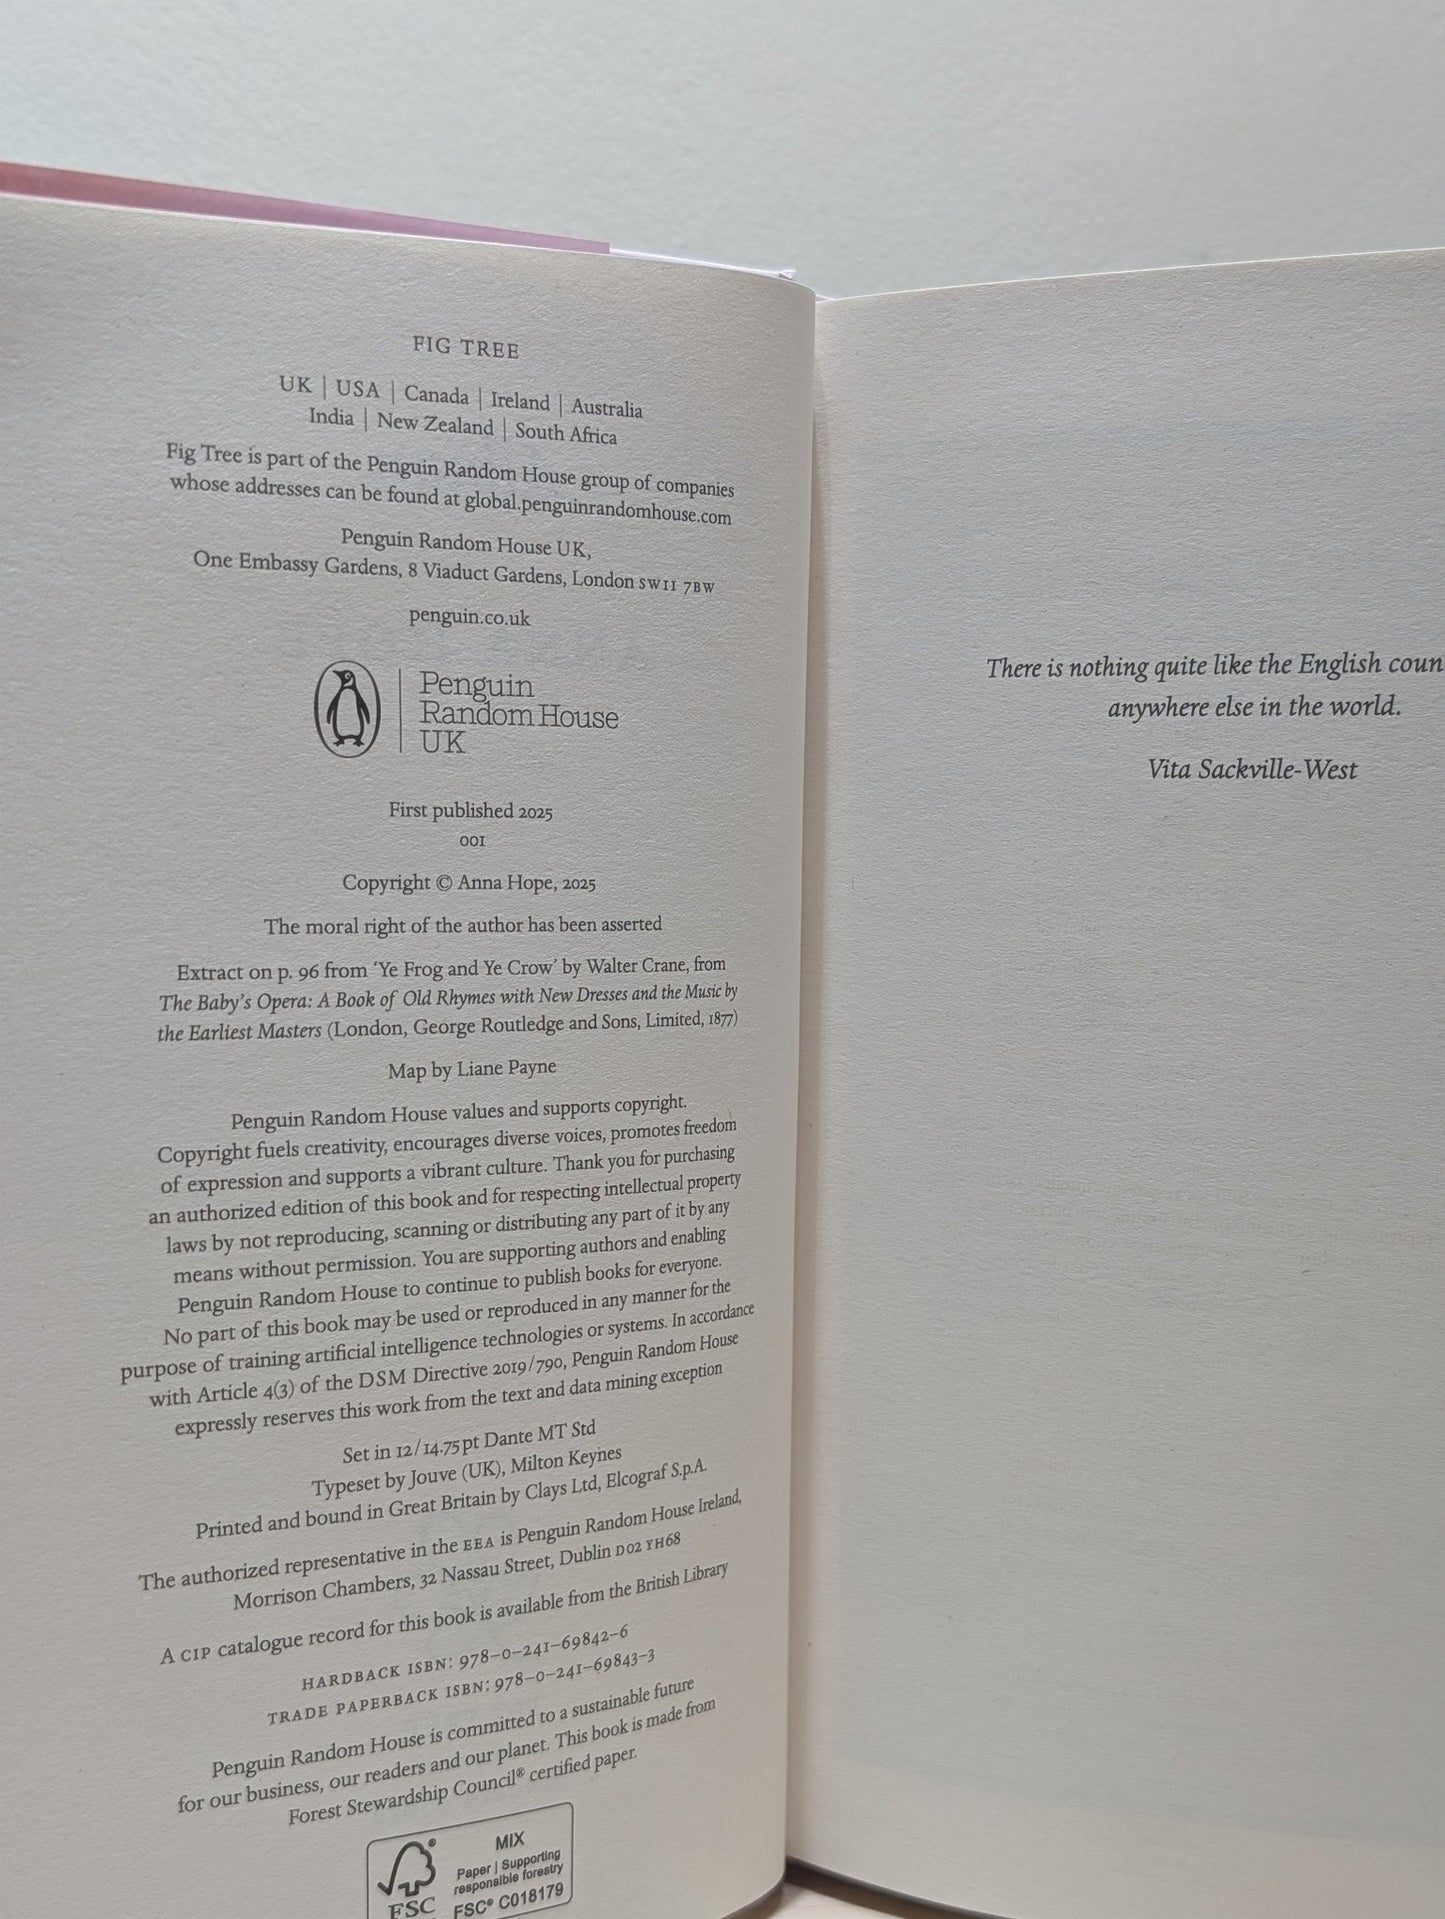 FIG TREE
UK | USA | Canada | Ireland | Australia
India | New Zealand | South Africa
Fig Tree is part of the Penguin Random House group of companies
whose addresses can be found at global.penguinrandomhouse.com
Penguin Random House UK,
One Embassy Gardens, 8 Viaduct Gardens, London SW11 7BW
penguin.co.uk
Penguin
Random House
UK
First published 2025
001
Copyright © Anna Hope, 2025
The moral right of the author has been asserted
Extract on p. 96 from ‘Ye Frog and Ye Crow’ by Walter Crane, from
The Baby’s Opera: A Book of Old Rhymes with New Dresses and the Music by
the Earliest Masters (London, George Routledge and Sons, Limited, 1877)
Map by Liane Payne
Penguin Random House values and supports copyright.
Copyright fuels creativity, encourages diverse voices, promotes freedom
of expression and supports a vibrant culture. Thank you for purchasing
an authorized edition of this book and for respecting intellectual property
laws by not reproducing, scanning or distributing any part of it by any
means without permission. You are supporting authors and enabling
Penguin Random House to continue to publish books for everyone.
No part of this book may be used or reproduced in any manner for the
purpose of training artificial intelligence technologies or systems. In accordance
with Article 4(3) of the DSM Directive 2019/790, Penguin Random House
expressly reserves this work from the text and data mining exception
Set in 12/14.75pt Dante MT Std
Typeset by Jouve (UK), Milton Keynes
Printed and bound in Great Britain by Clays Ltd, Elcograf S.p.A.
The authorized representative in the EEA is Penguin Random House Ireland,
Morrison Chambers, 32 Nassau Street, Dublin D02 YH68
A CIP catalogue record for this book is available from the British Library
HARDBACK ISBN: 978-0-241-69842-6
TRADE PAPERBACK ISBN: 978-0-241-69843-3
Penguin Random House is committed to a sustainable future
for our business, our readers and our planet. This book is made from
Forest Stewardship Council® certified paper.
MIX
Paper | Supporting
responsible forestry
FSC
FSC® C018179
There is nothing quite like the English coun
anywhere else in the world.
Vita Sackville-West